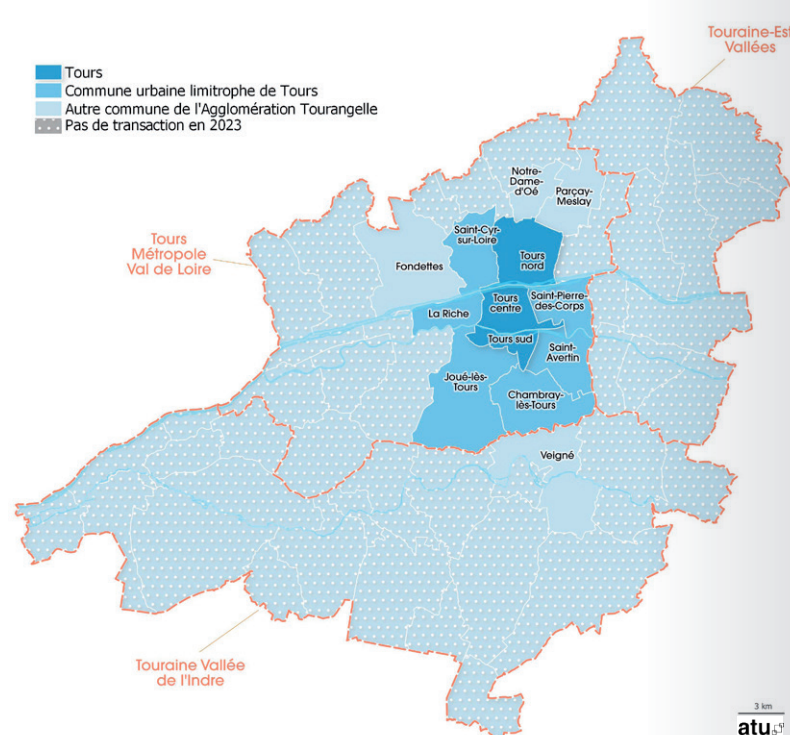 Touraine-Est
Vallées
Tours
Commune urbaine limitrophe de Tours
Autre commune de l'Agglomération Tourangelle
Pas de transaction en 2023
Notre-
Dame-
d'Oé
Parçay-
Meslay
Saint-Cyr-
sur-Loire
Tours
nord
Tours
Métropole
Val de Loire
Fondettes
Tours
centre
Saint-Pierre-
des-Corps
La Riche
Tours sud
Saint-
Avertin
Joué-lès-
Tours
Chambray-
lès-Tours
Veigné
Touraine Vallée
de l'Indre
3 km
atu